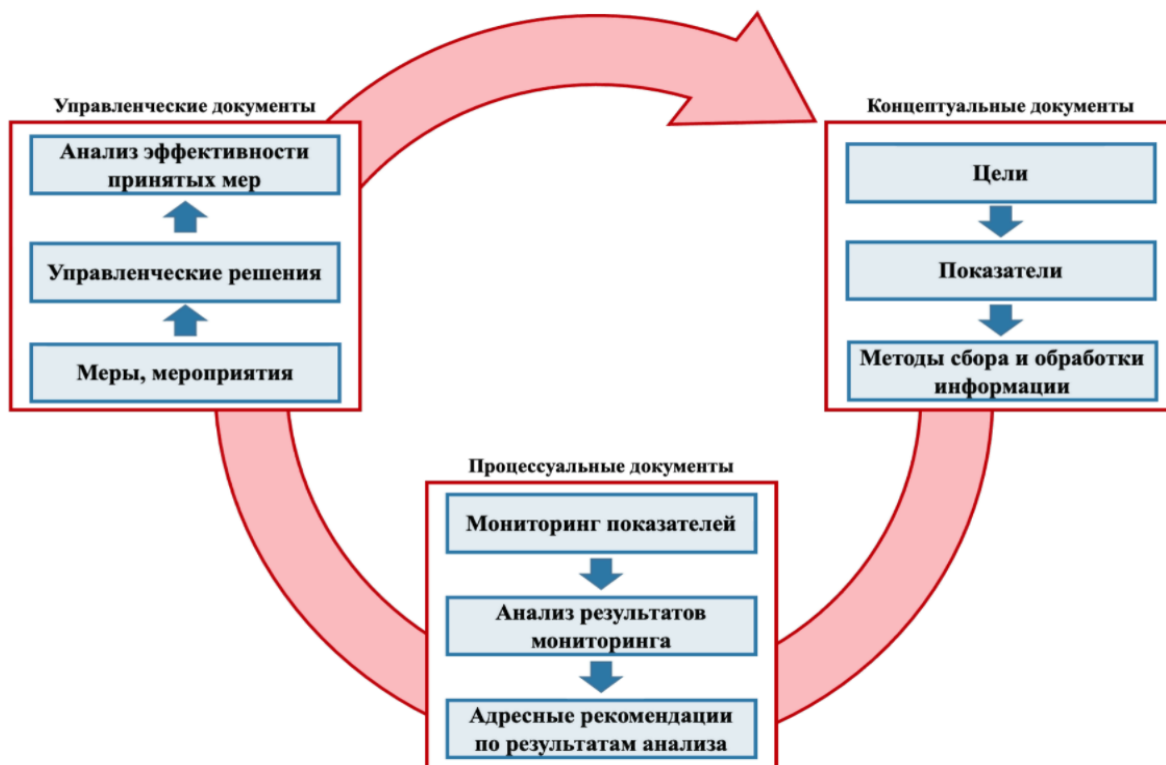 Управленческие документы
Анализ эффективности
принятых мер
Управленческие решения
Меры, мероприятия
Концептуальные документы
Цели
Показатели
Методы сбора и обработки
информации
Процессуальные документы
Мониторинг показателей
Анализ результатов
мониторинга
Адресные рекомендации
по результатам анализа